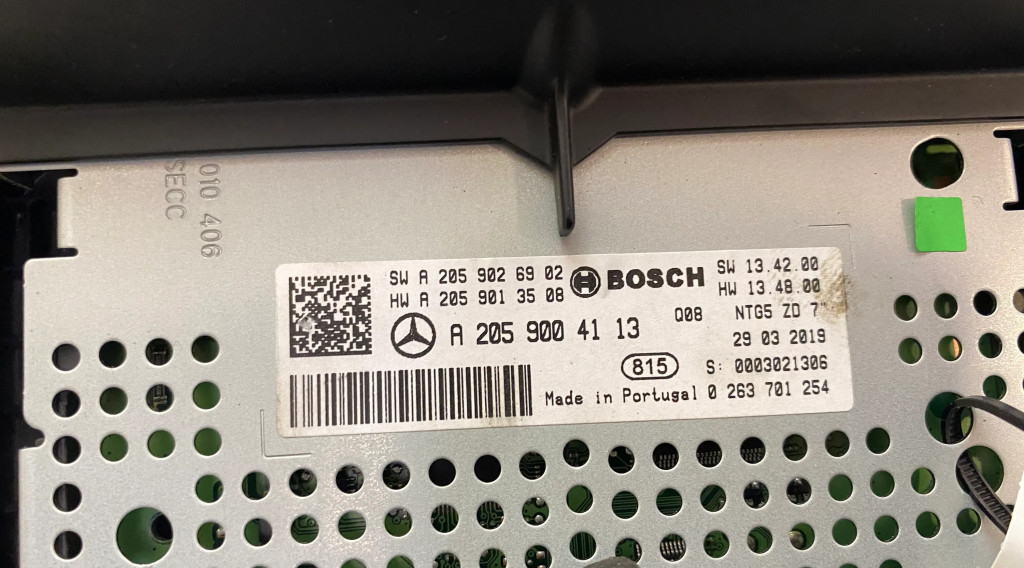 010 406
SECC
SW A 205 902 69 02
HW A 205 901 35 08
BOSCH
SW 13.42.00
HW 13.48.00
A 205 900 41 13
Q08
NTG5 ZD 7"
29 03 2019
815
S: 0003021306
Made in Portugal 0 263 701 254